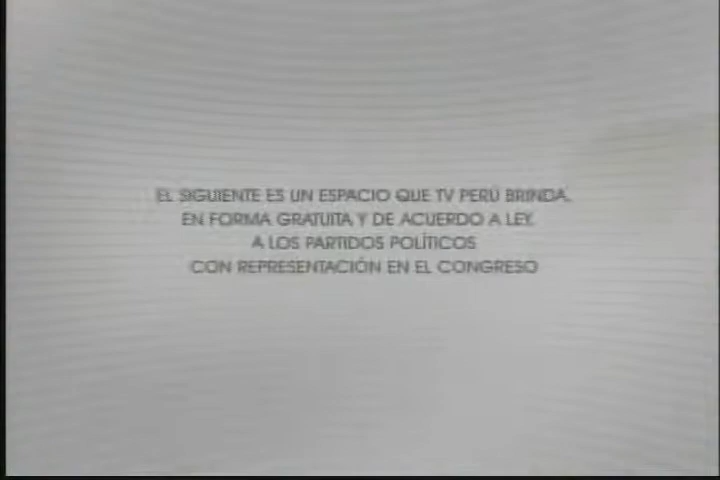 EL SIGUIENTE ES UN ESPACIO QUE TV PERÚ BRINDA,
EN FORMA GRATUITA Y DE ACUERDO A LEY,
A LOS PARTIDOS POLÍTICOS
CON REPRESENTACIÓN EN EL CONGRESO